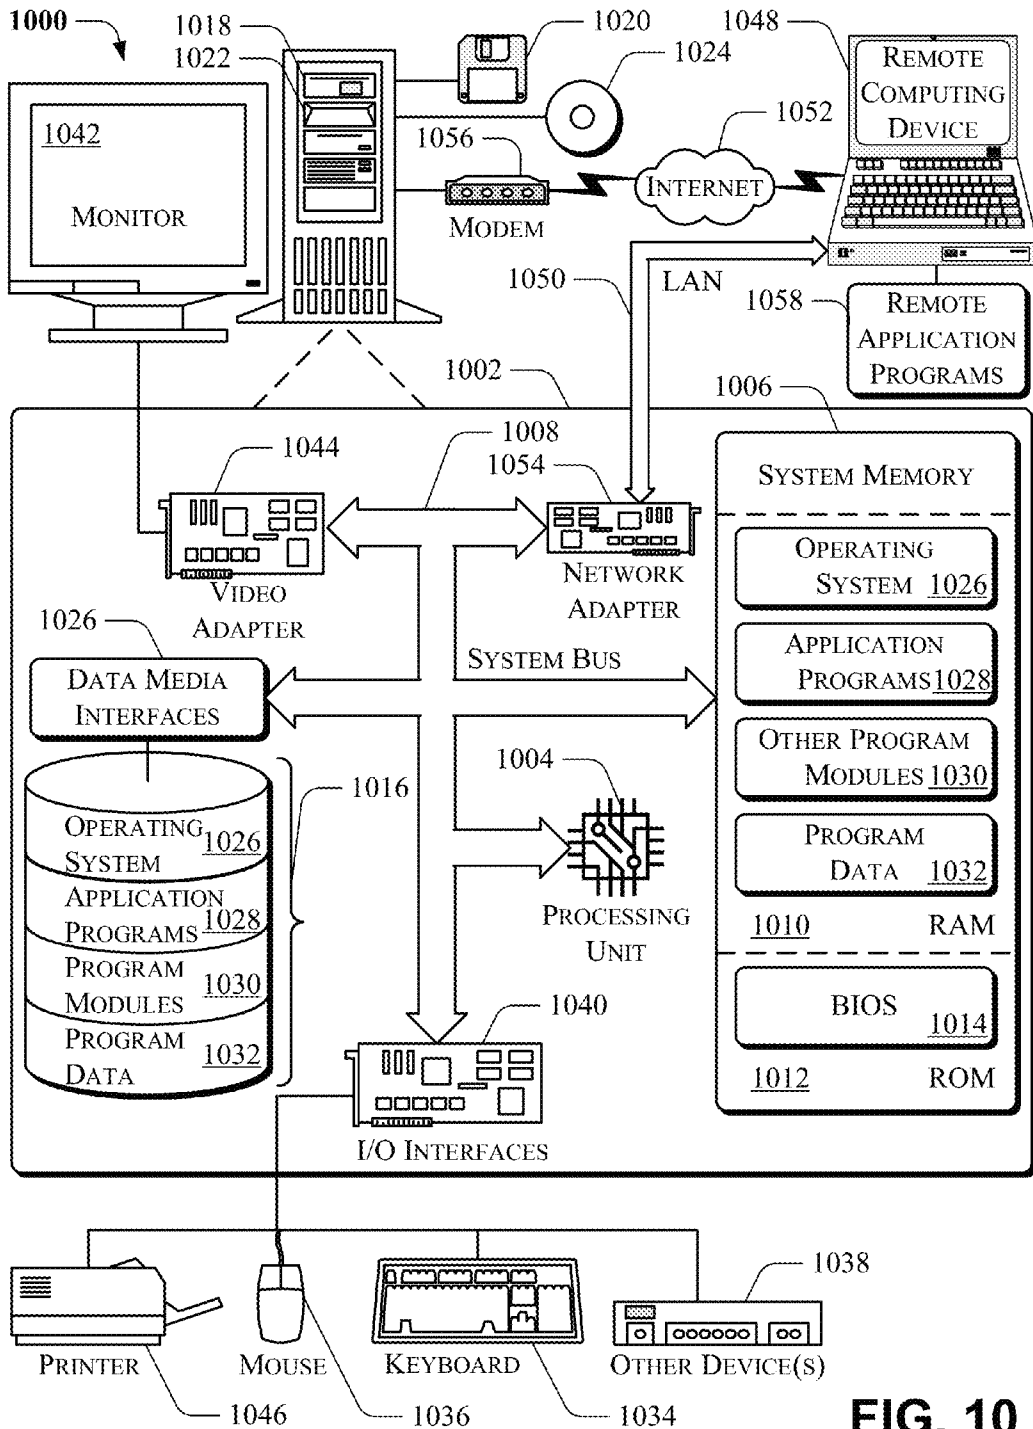 1000
1018
1022
1020
1024
1048
REMOTE
COMPUTING
DEVICE
1042
MONITOR
1056
MODEM
1052
INTERNET
1050
LAN
1058
REMOTE
APPLICATION
PROGRAMS
1002
1006
1044
1008
1054
SYSTEM MEMORY
VIDEO
ADAPTER
NETWORK
ADAPTER
OPERATING
SYSTEM 1026
1026
DATA MEDIA
INTERFACES
SYSTEM BUS
APPLICATION
PROGRAMS 1028
OTHER PROGRAM
MODULES 1030
1016
1004
OPERATING
SYSTEM 1026
APPLICATION
PROGRAMS 1028
PROGRAM
MODULES 1030
PROGRAM
DATA 1032
PROCESSING
UNIT
PROGRAM
DATA 1032
1010 RAM
BIOS 1014
1012 ROM
1040
I/O INTERFACES
PRINTER
MOUSE
KEYBOARD
1038
OTHER DEVICE(S)
1046
1036
1034
FIG. 10